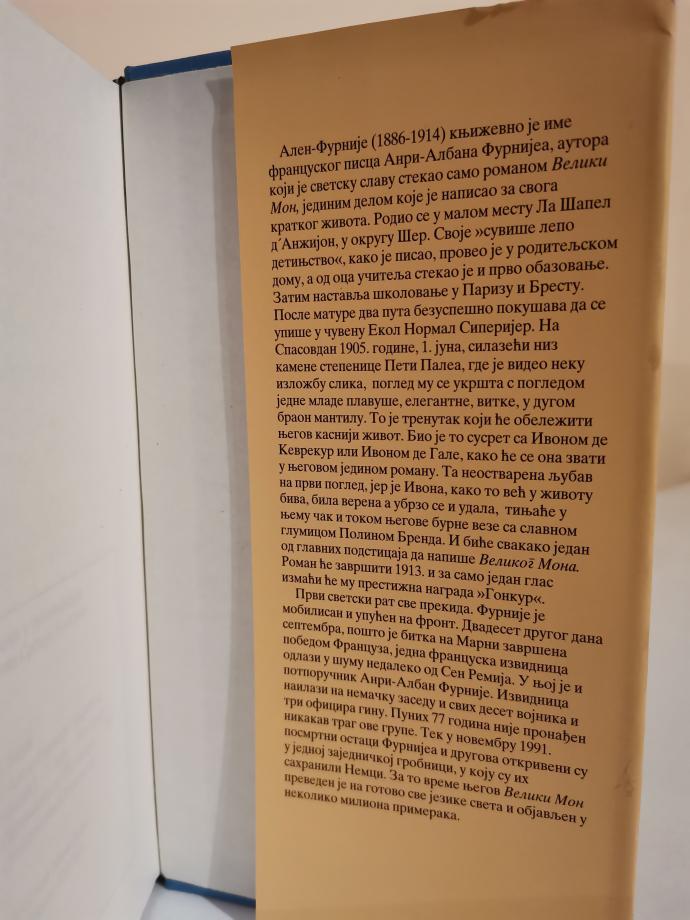 Ален-Фурније (1886-1914) књижевно је име
француског писца Анри-Албана Фурнијеа, аутора
који је светску славу стекао само романом Велики
Мон, јединим делом које је написао за свога
кратког живота. Родио се у малом месту Ла Шапел
д´Анжијон, у округу Шер. Своје »сувише лепо
детињство«, како је писао, провео је у родитељском
дому, а од оца учитеља стекао је и прво обазовање.
Затим наставља школовање у Паризу и Бресту.
После матуре два пута безуспешно покушава да се
упише у чувену Екол Нормал Сиперијер. На
Спасовдан 1905. године, 1. јуна, силазећи низ
камене степенице Пети Палеа, где је видео неку
изложбу слика, поглед му се укршта с погледом
једне младе плавуше, елегантне, витке, у дугом
браон мантилу. То је тренутак који ће обележити
његов каснији живот. Био је то сусрет са Ивоном де
Кеврекур или Ивоном де Гале, како ће се она звати
у његовом једином роману. Та неостварена љубав
на први поглед, јер је Ивона, како то већ у животу
бива, била верена а убрзо се и удала, тињаће у
њему чак и током његове бурне везе са славном
глумицом Полином Бренда. И биће свакако један
од главних подстицаја да напише Великог Мона.
Роман ће завршити 1913. и за само један глас
измаћи ће му престижна награда »Гонкур«.
Први светски рат све прекида. Фурније је
мобилисан и упућен на фронт. Двадесет другог дана
септембра, пошто је битка на Марни завршена
победом Француза, једна француска извидница
одлази у шуму недалеко од Сен Ремија. У њој је и
потпоручник Анри-Албан Фурније. Извидница
наилази на немачку заседу и свих десет војника и
три официра гину. Пуних 77 година није пронађен
никакав траг ове групе. Тек у новембру 1991.
посмртни остаци Фурнијеа и другова откривени су
у једној заједничкој гробници, у коју су их
сахранили Немци. За то време његов Велики Мон
преведен је на готово све језике света и објављен у
неколико милиона примерака.